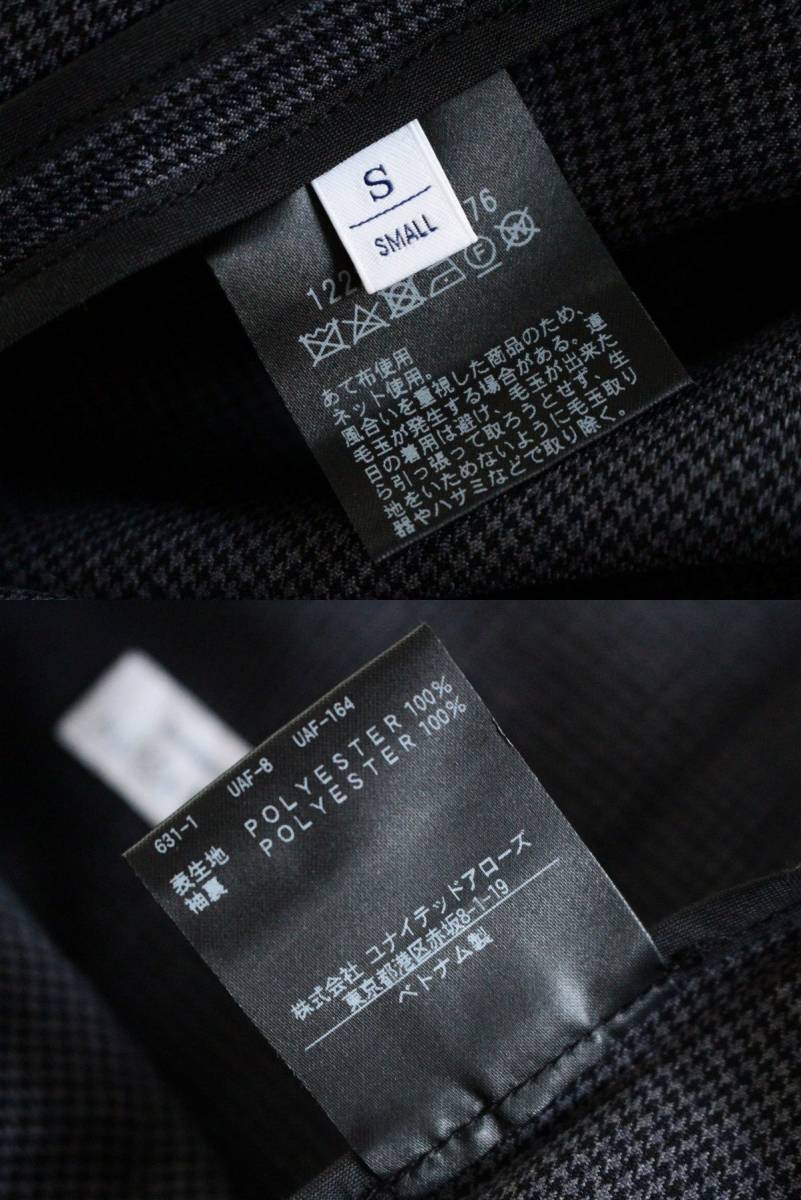 S
SMALL
122 76
F
あて布使用
ネット使用。
風合いを重視した商品のため、
毛玉が発生する場合がある。連
日の着用は避け、毛玉が出来た
ら引っ張って取ろうとせず、生
地をいためないように毛玉取り
器やハサミなどで取り除く。
631-1 UAF-8 UAF-164
表生地 POLYESTER 100%
袖裏 POLYESTER 100%
株式会社 ユナイテッドアローズ
東京都港区赤坂8-1-19
ベトナム製